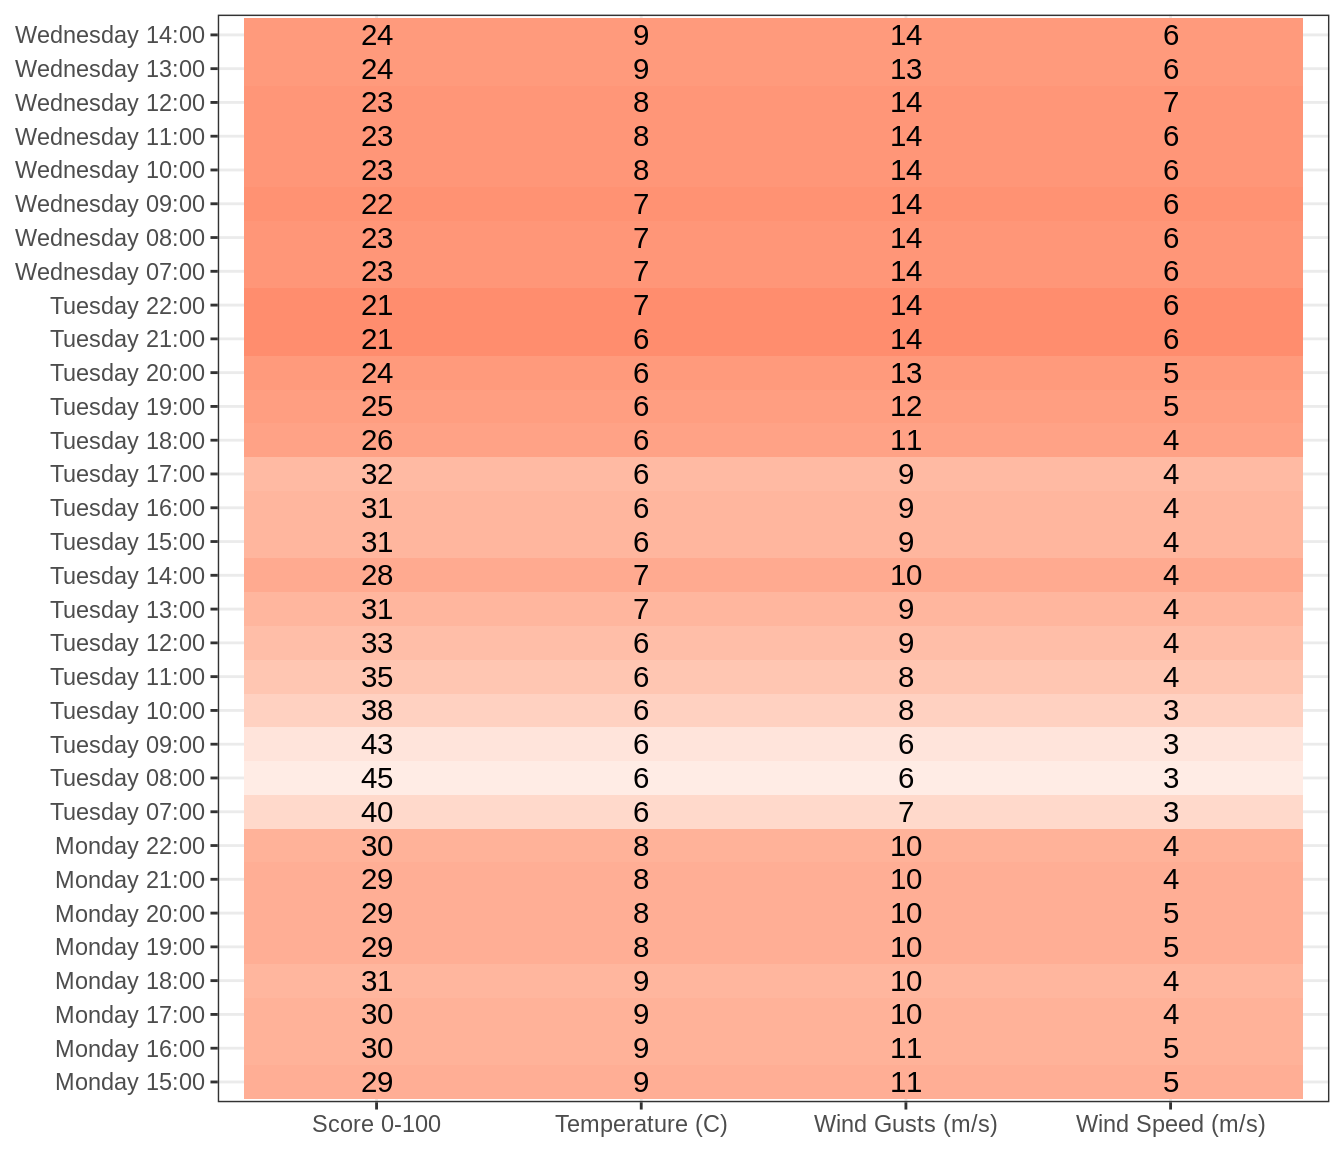 Wednesday 14:00 24 9 14 6
Wednesday 13:00 24 9 13 6
Wednesday 12:00 23 8 14 7
Wednesday 11:00 23 8 14 6
Wednesday 10:00 23 8 14 6
Wednesday 09:00 22 7 14 6
Wednesday 08:00 23 7 14 6
Wednesday 07:00 23 7 14 6
Tuesday 22:00 21 7 14 6
Tuesday 21:00 21 6 14 6
Tuesday 20:00 24 6 13 5
Tuesday 19:00 25 6 12 5
Tuesday 18:00 26 6 11 4
Tuesday 17:00 32 6 9 4
Tuesday 16:00 31 6 9 4
Tuesday 15:00 31 6 9 4
Tuesday 14:00 28 7 10 4
Tuesday 13:00 31 7 9 4
Tuesday 12:00 33 6 9 4
Tuesday 11:00 35 6 8 4
Tuesday 10:00 38 6 8 3
Tuesday 09:00 43 6 6 3
Tuesday 08:00 45 6 6 3
Tuesday 07:00 40 6 7 3
Monday 22:00 30 8 10 4
Monday 21:00 29 8 10 4
Monday 20:00 29 8 10 5
Monday 19:00 29 8 10 5
Monday 18:00 31 9 10 4
Monday 17:00 30 9 10 4
Monday 16:00 30 9 11 5
Monday 15:00 29 9 11 5
Score 0-100 Temperature (C) Wind Gusts (m/s) Wind Speed (m/s)